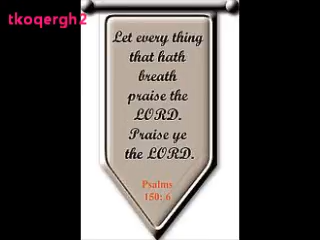 tkoqergh2
Let every thing
that hath
breath
praise the
LORD.
Praise ye
the LORD.
Psalms
150: 6